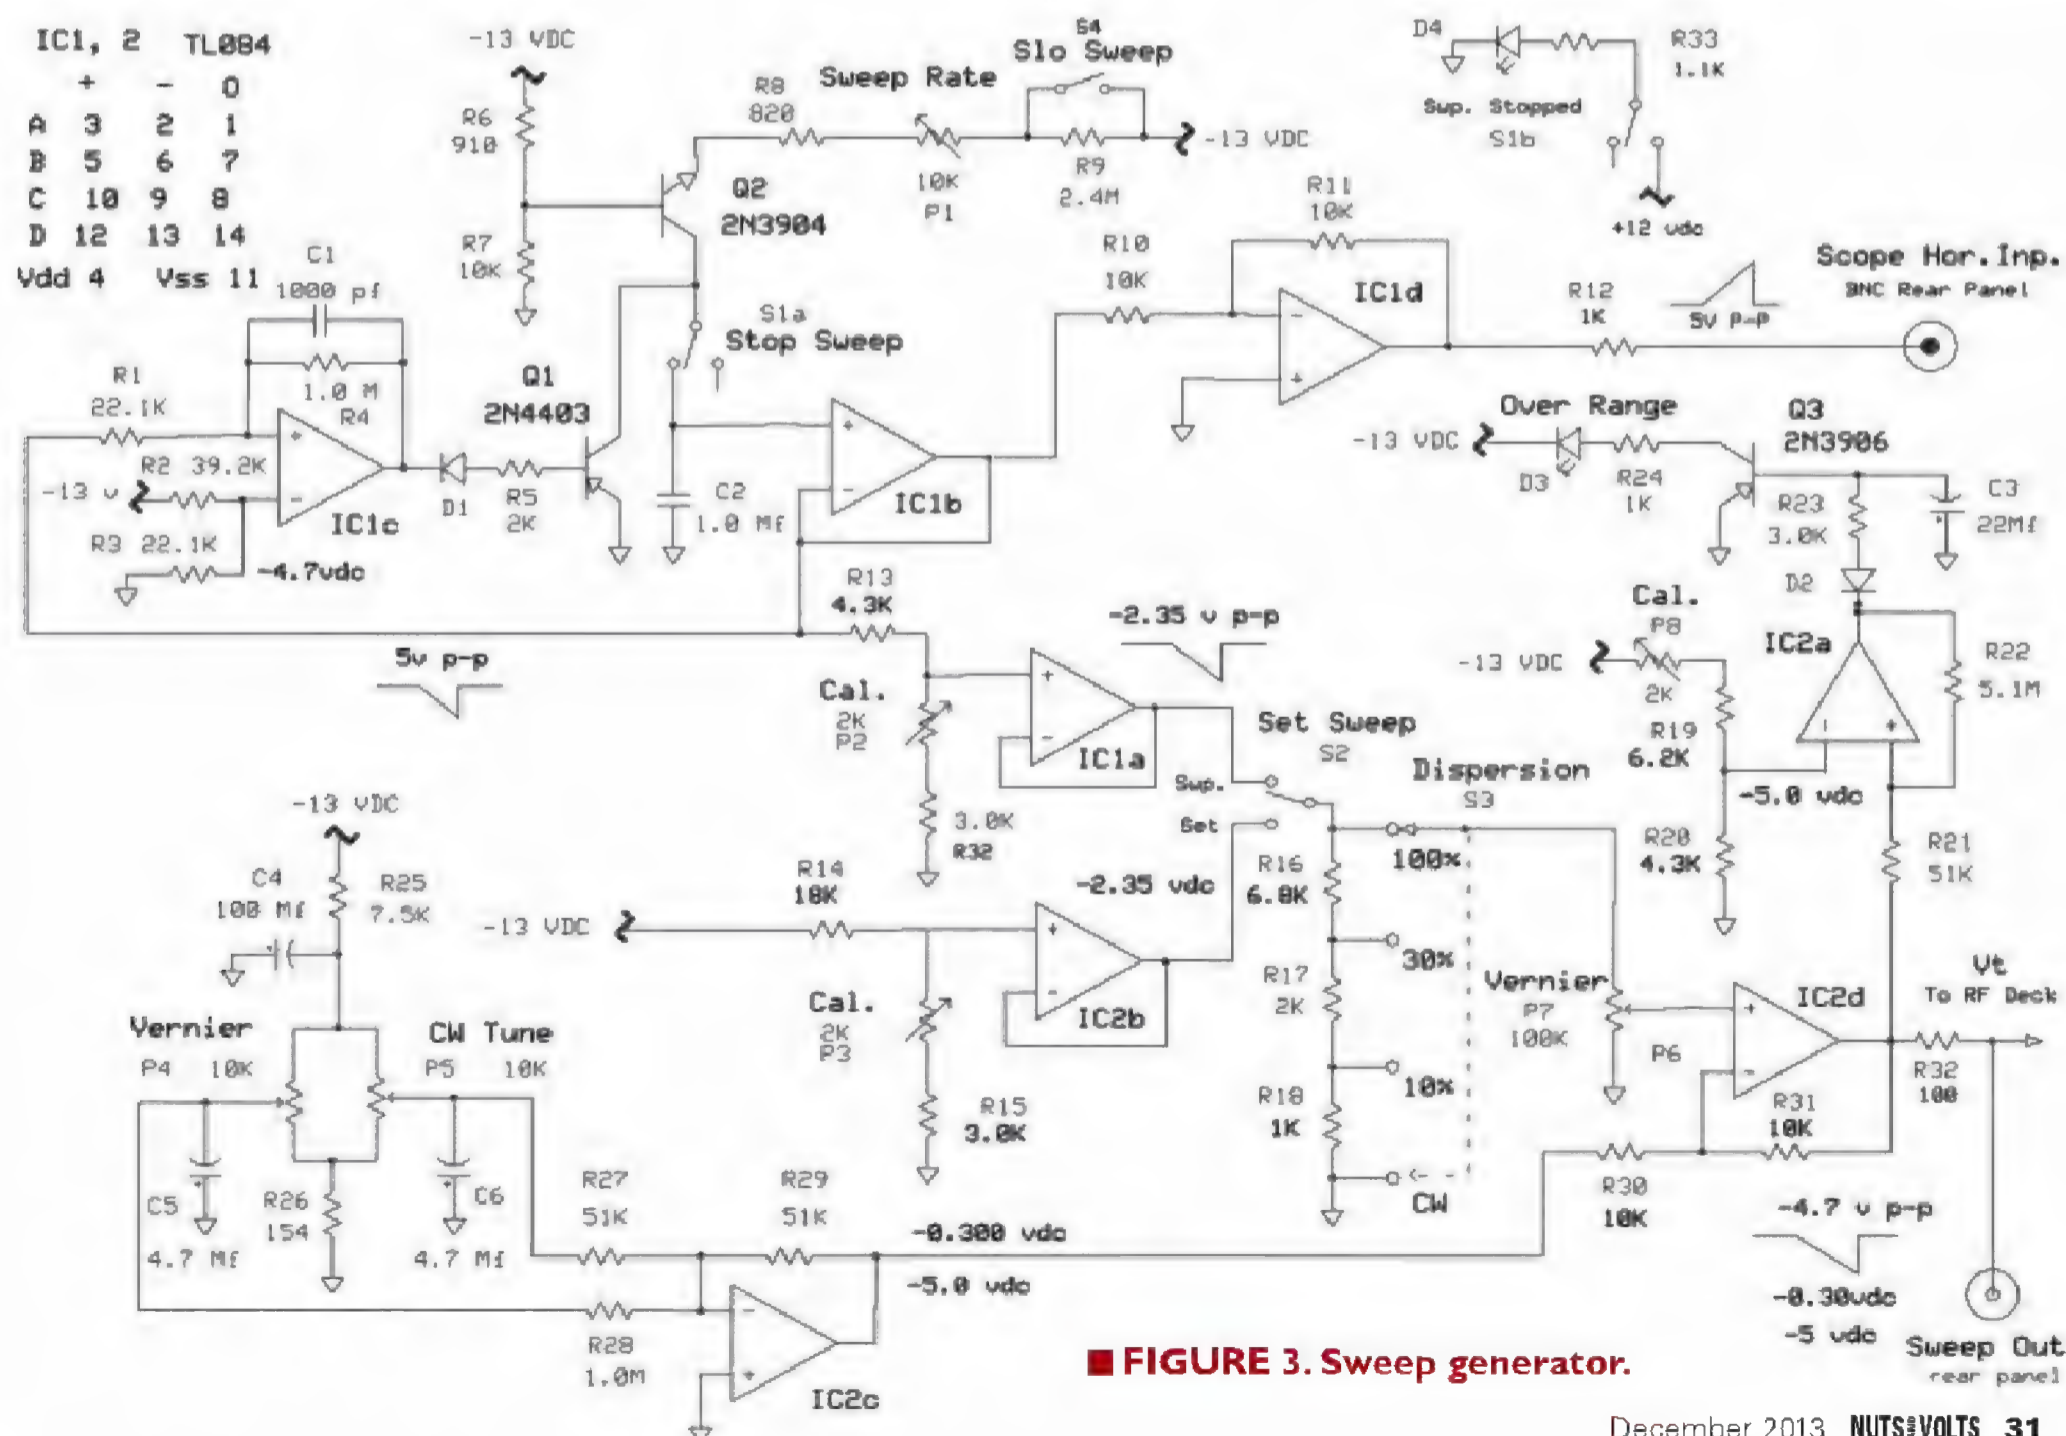 IC1, 2 TL084
+ - O
A 3 2 1
B 5 6 7
C 10 9 8
D 12 13 14
Vdd 4 Vss 11
C1
1000 pf
R1
22.1K
1.0 M
R4
R2 39.2K
-13 v
R3 22.1K
-4.7vdc
+
-
IC1c
D1
R5
2K
Q1
2N4403
-13 VDC
R6
910
R7
10K
Q2
2N3904
R8
820
Sweep Rate
10K
P1
S4
Slo Sweep
R9
2.4M
-13 VDC
S1a
Stop Sweep
C2
1.0 Mf
+
-
IC1b
R10
10K
R11
10K
-
+
IC1d
R12
1K
5V p-p
Scope Hor.Inp.
BNC Rear Panel
D4
R33
1.1K
Swp. Stopped
S1b
+12 vdc
Over Range
-13 VDC
D3
R24
1K
Q3
2N3906
R23
3.0K
C3
22Mf
D2
Cal.
P8
2K
-13 VDC
R19
6.2K
IC2a
-
+
R22
5.1M
-5.0 vdc
R20
4.3K
R21
51K
5v p-p
R13
4.3K
Cal.
2K
P2
3.0K
R32
+
-
IC1a
-2.35 v p-p
Set Sweep
S2
Swp.
Set
Dispersion
S3
100%
R16
6.8K
30%
R17
2K
10%
R18
1K
CW
R14
18K
-13 VDC
Cal.
2K
P3
R15
3.0K
+
-
IC2b
-2.35 vdc
Vernier
P7
100K
P6
+
-
IC2d
Vt
To RF Deck
R32
100
R31
10K
R30
10K
-4.7 v p-p
-0.30vdc
-5 vdc
Sweep Out
rear panel
-13 VDC
C4
100 Mf
R25
7.5K
Vernier
P4 10K
CW Tune
P5 10K
C5
4.7 Mf
R26
154
C6
4.7 Mf
R27
51K
R29
51K
R28
1.0M
-
+
IC2c
-0.300 vdc
-5.0 vdc
FIGURE 3. Sweep generator.
December 2013 NUTS AND VOLTS 31